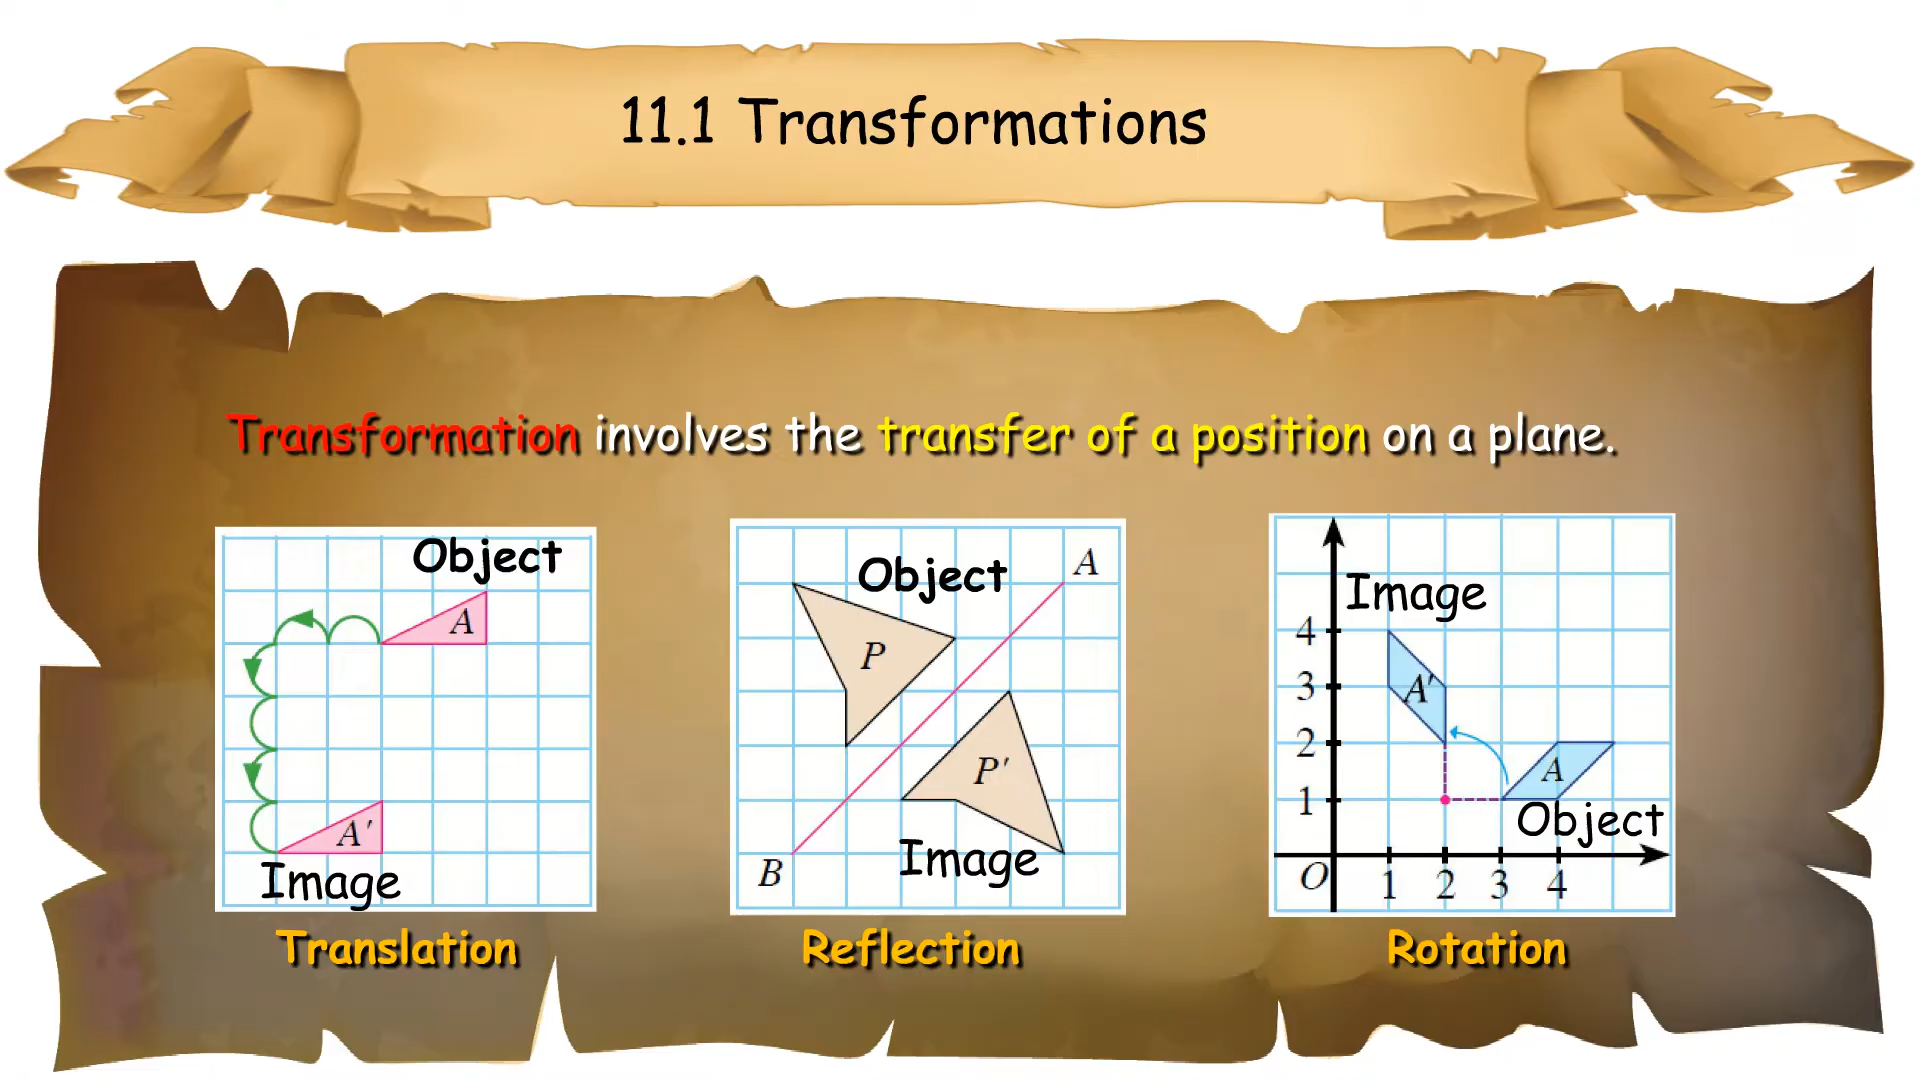 11.1 Transformations
Transformation involves the transfer of a position on a plane.
Object
A
A'
Image
Translation
Object
A
P
P'
Image
B
Reflection
Image
4
3
A'
2
A
1
Object
O
1 2 3 4
Rotation